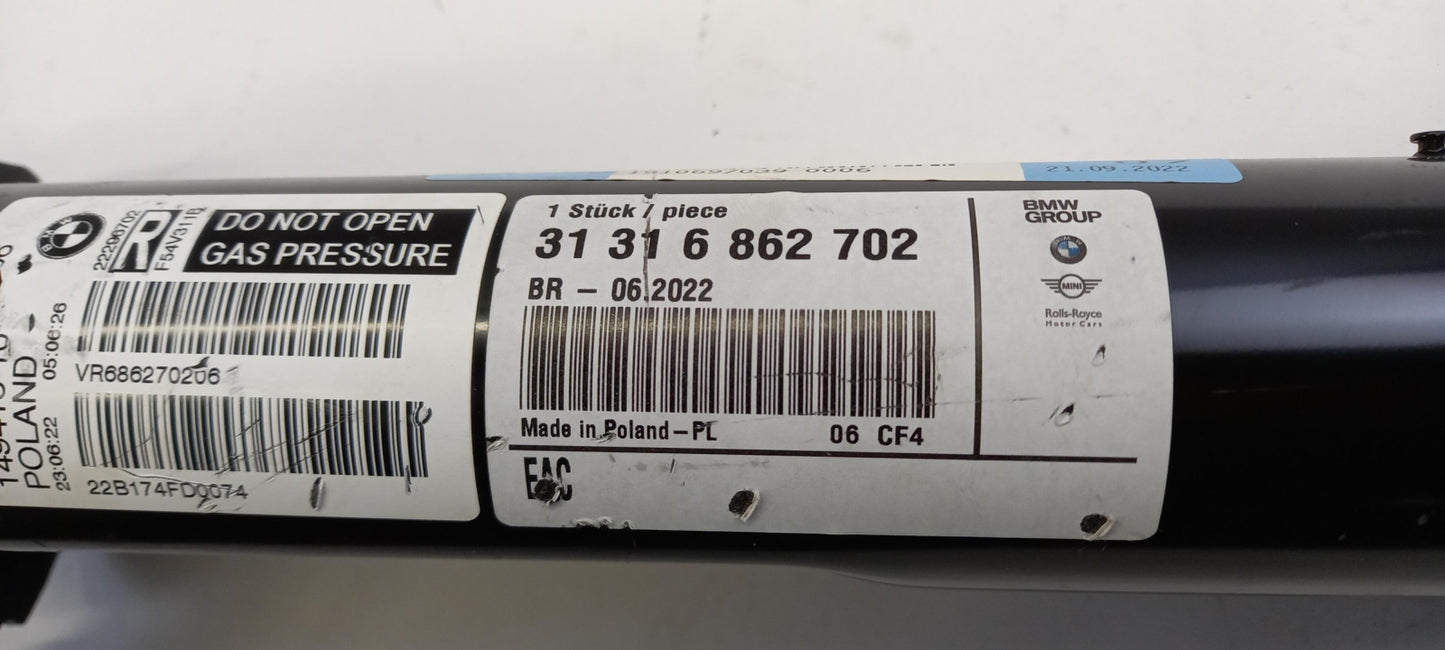 21.09.2022
BMW
22296702
R
F54V311D
DO NOT OPEN
GAS PRESSURE
VR686270206
22B174FD0074
POLAND
23:06:22 05:06:26
1 Stück / piece
31 31 6 862 702
BR - 06.2022
Made in Poland-PL 06 CF4
EAC
BMW
GROUP
MINI
Rolls-Royce
Motor Cars